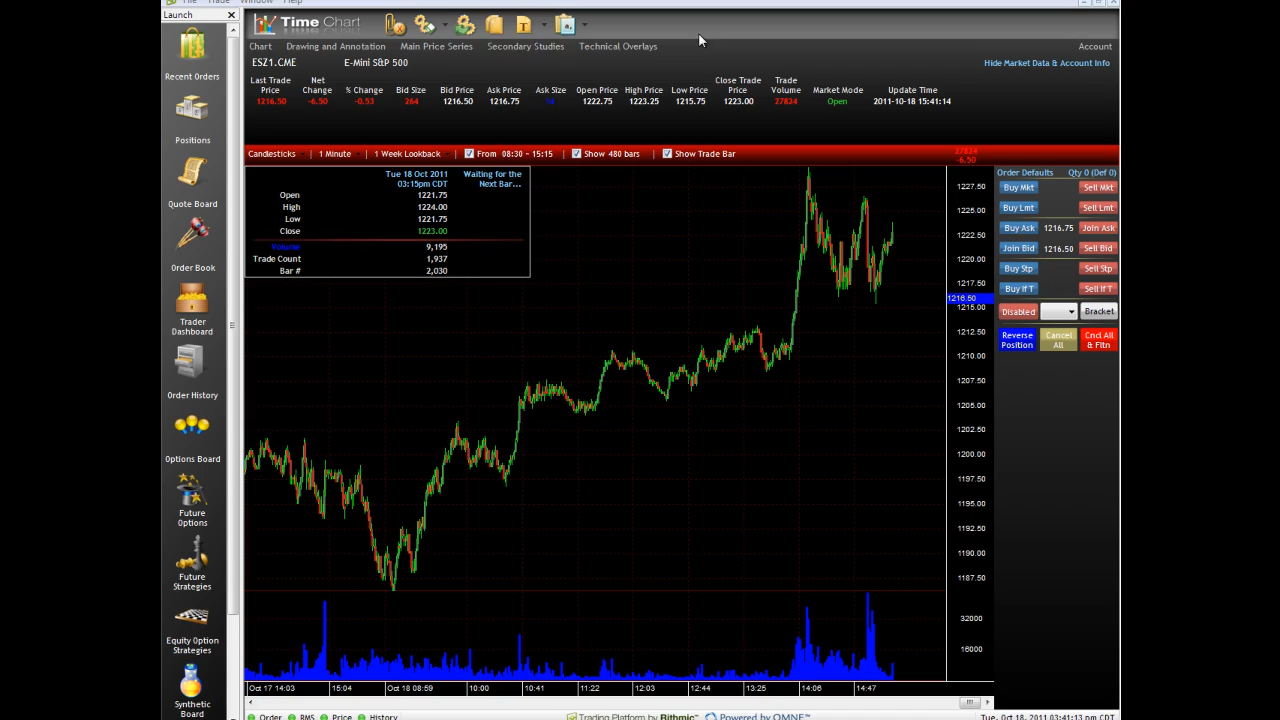 File Trade Window Help
Launch
Time Chart
Chart Drawing and Annotation Main Price Series Secondary Studies Technical Overlays Account
ESZ1.CME E-Mini S&P 500 Hide Market Data & Account Info
Last Trade Price Net Change % Change Bid Size Bid Price Ask Price Ask Size Open Price High Price Low Price Close Trade Price Trade Volume Market Mode Update Time
1216.50 -6.50 -0.53 264 1216.50 1216.75 1222.75 1223.25 1215.75 1223.00 27824 Open 2011-10-18 15:41:14
Candlesticks 1 Minute 1 Week Lookback From 08:30 ~ 15:15 Show 480 bars Show Trade Bar
27824
-6.50
Tue 18 Oct 2011 Waiting for the
03:15pm CDT Next Bar...
Open 1221.75
High 1224.00
Low 1221.75
Close 1223.00
Volume 9,195
Trade Count 1,937
Bar # 2,030
1227.50
1225.00
1222.50
1220.00
1217.50
1216.50
1215.00
1212.50
1210.00
1207.50
1205.00
1202.50
1200.00
1197.50
1195.00
1192.50
1190.00
1187.50
32000
16000
Oct 17 14:03 15:04 Oct 18 08:59 10:00 10:41 11:22 12:03 12:44 13:25 14:06 14:47
Order Defaults Qty 0 (Def 0)
Buy Mkt Sell Mkt
Buy Lmt Sell Lmt
Buy Ask 1216.75 Join Ask
Join Bid 1216.50 Sell Bid
Buy Stp Sell Stp
Buy If T Sell If T
Disabled Bracket
Reverse Position Cancel All Cncl All & Fltn
Recent Orders
Positions
Quote Board
Order Book
Trader
Dashboard
Order History
Options Board
Future
Options
Future
Strategies
Equity Option
Strategies
Synthetic
Board
Order RMS Price History Trading Platform by Rithmic™ Powered by OMNE™ Tue, Oct 18, 2011 03:41:13 pm CDT